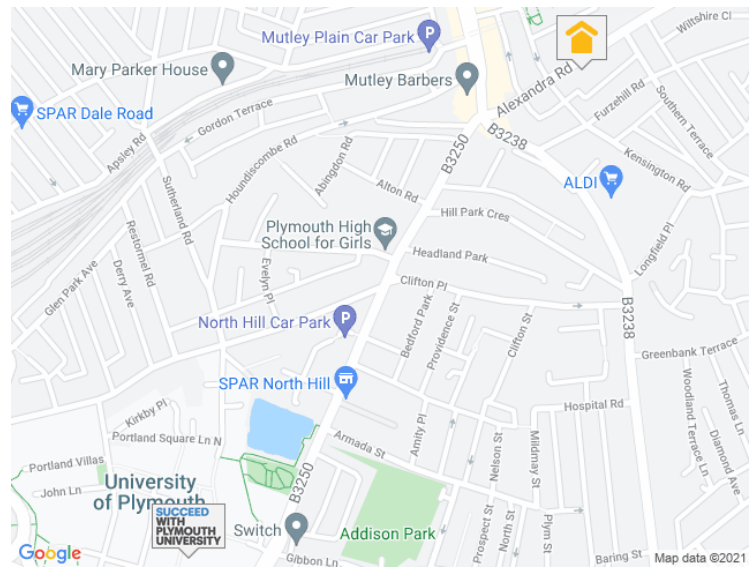 Wiltshire Cl
Mutley Plain Car Park
P
Mary Parker House
Mutley Barbers
Alexandra Rd
Furzehill Rd
Southern Terrace
SPAR Dale Road
Gordon Terrace
B3250
B3238
Apsley Rd
Houndiscombe Rd
Abingdon Rd
Kensington Rd
ALDI
Sutherland Rd
Alton Rd
Hill Park Cres
Longfield Pl
Plymouth High
School for Girls
Restormel Rd
Headland Park
Glen Park Ave
Derry Ave
Evelyn Pl
Clifton Pl
B3238
North Hill Car Park
P
Bedford Park
Providence St
Clifton St
Greenbank Terrace
SPAR North Hill
Woodland Terrace Ln
Thomas Ln
Kirkby Pl
Hospital Rd
Portland Square Ln N
Armada St
Amity Pl
Nelson St
Mildmay St
Diamond Ave
Portland Villas
B3250
University
of Plymouth
John Ln
SUCCEED
WITH
PLYMOUTH
UNIVERSITY
Switch
Addison Park
Prospect St
North St
Plym St
Google
Gibbon Ln
Baring St
Map data ©2021